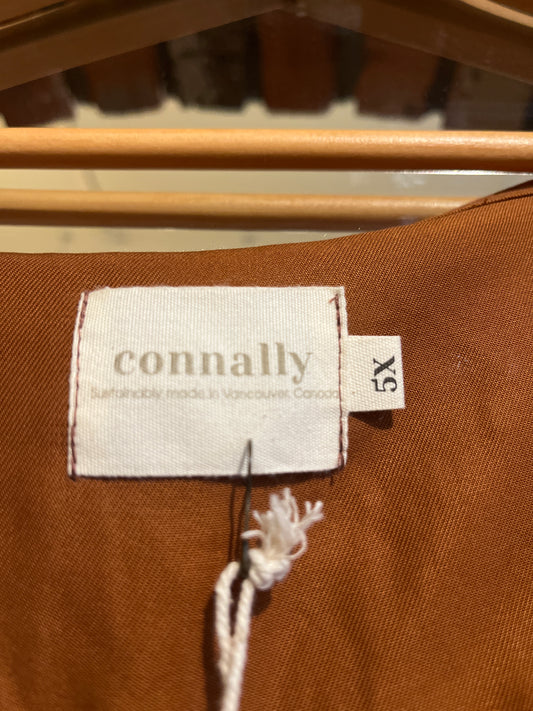 connally
Sustainably made in Vancouver, Canada
5X